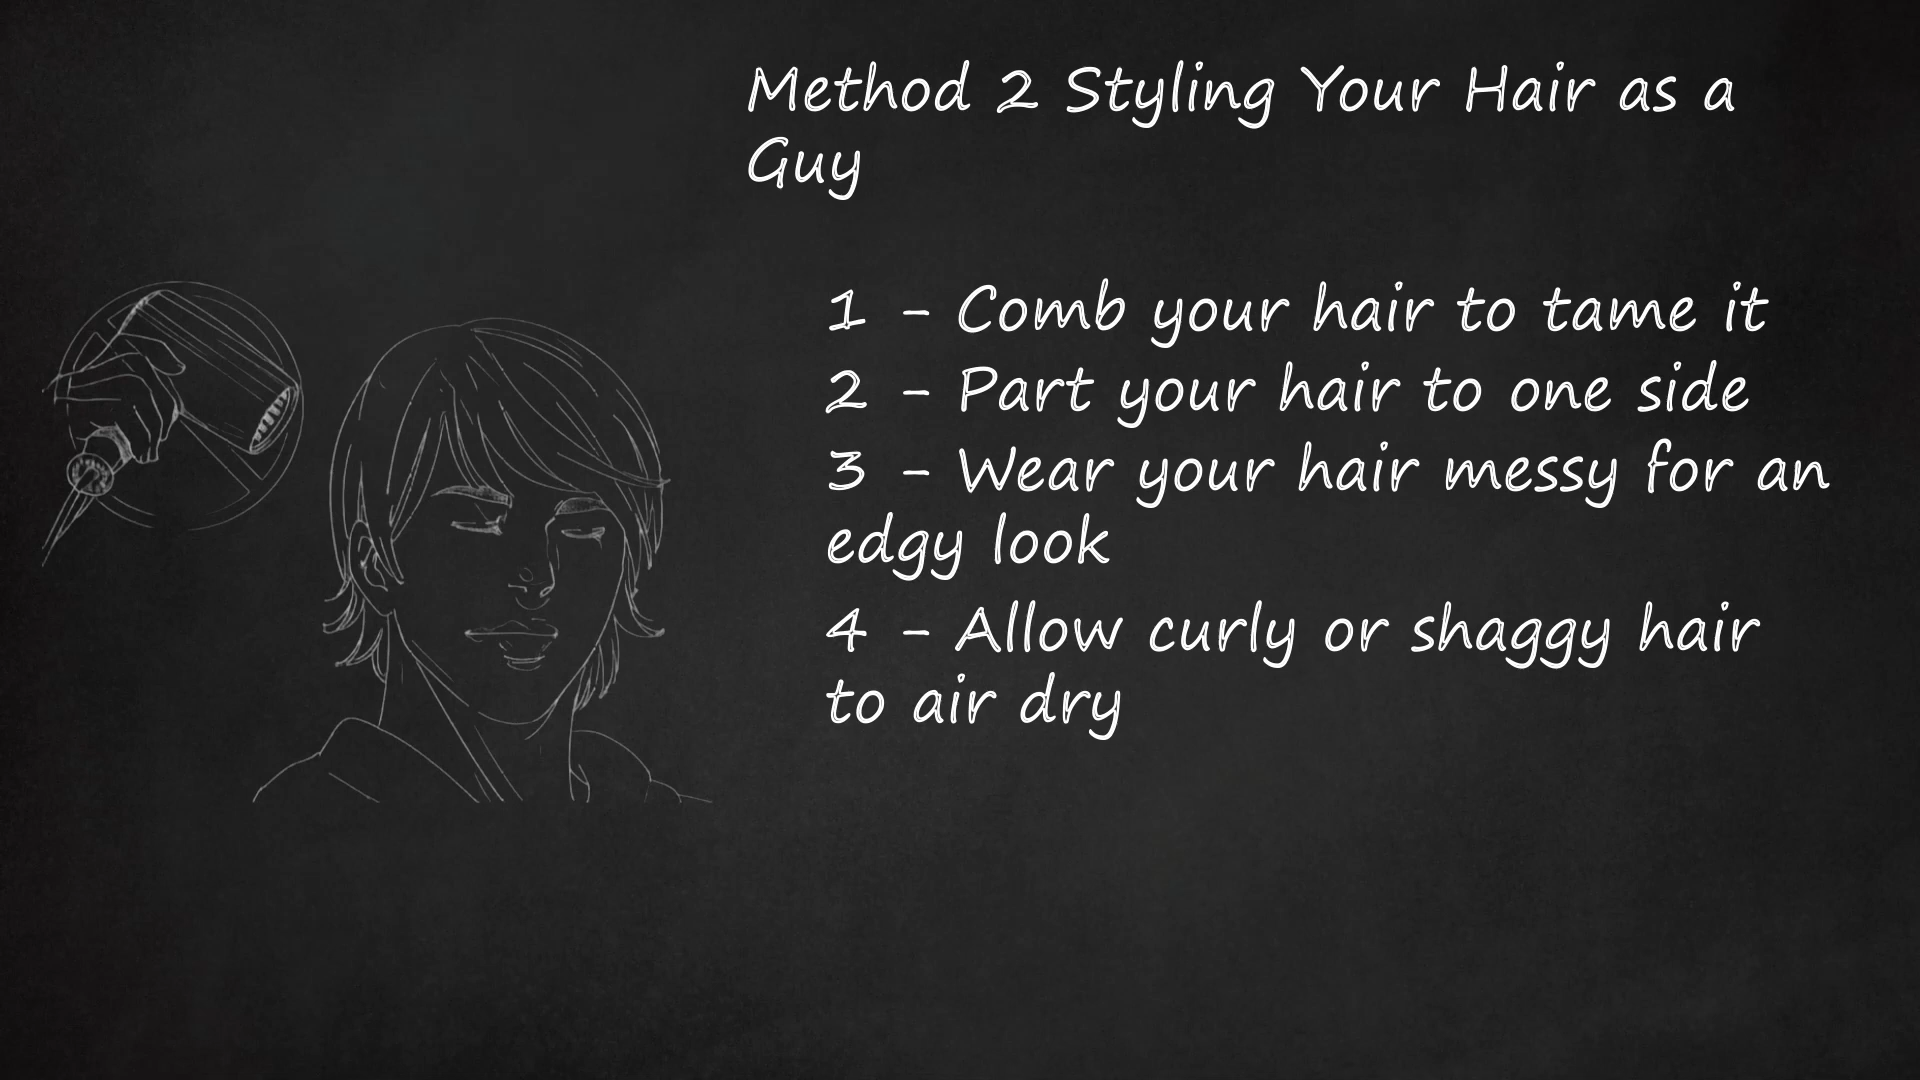 Method 2 Styling Your Hair as a
Guy
1 - Comb your hair to tame it
2 - Part your hair to one side
3 - Wear your hair messy for an
edgy look
4 - Allow curly or shaggy hair
to air dry